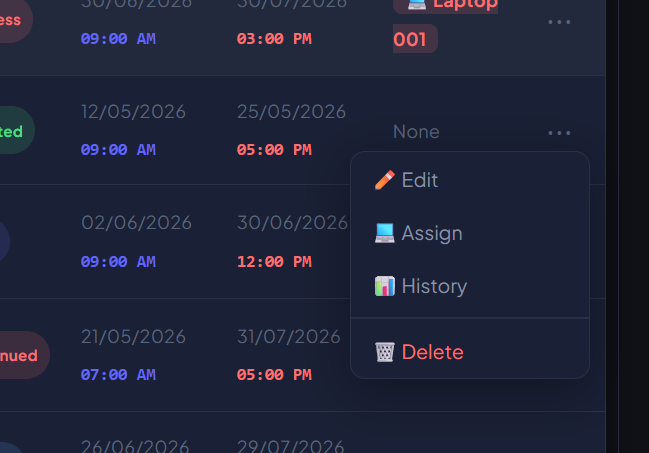 ess 30/06/2026 30/07/2026 Laptop
09:00 AM 03:00 PM 001
12/05/2026 25/05/2026
ted None
09:00 AM 05:00 PM
Edit
02/06/2026 30/06/2026
Assign
09:00 AM 12:00 PM
History
21/05/2026 31/07/2026
nued Delete
07:00 AM 05:00 PM
26/06/2026 29/07/2026